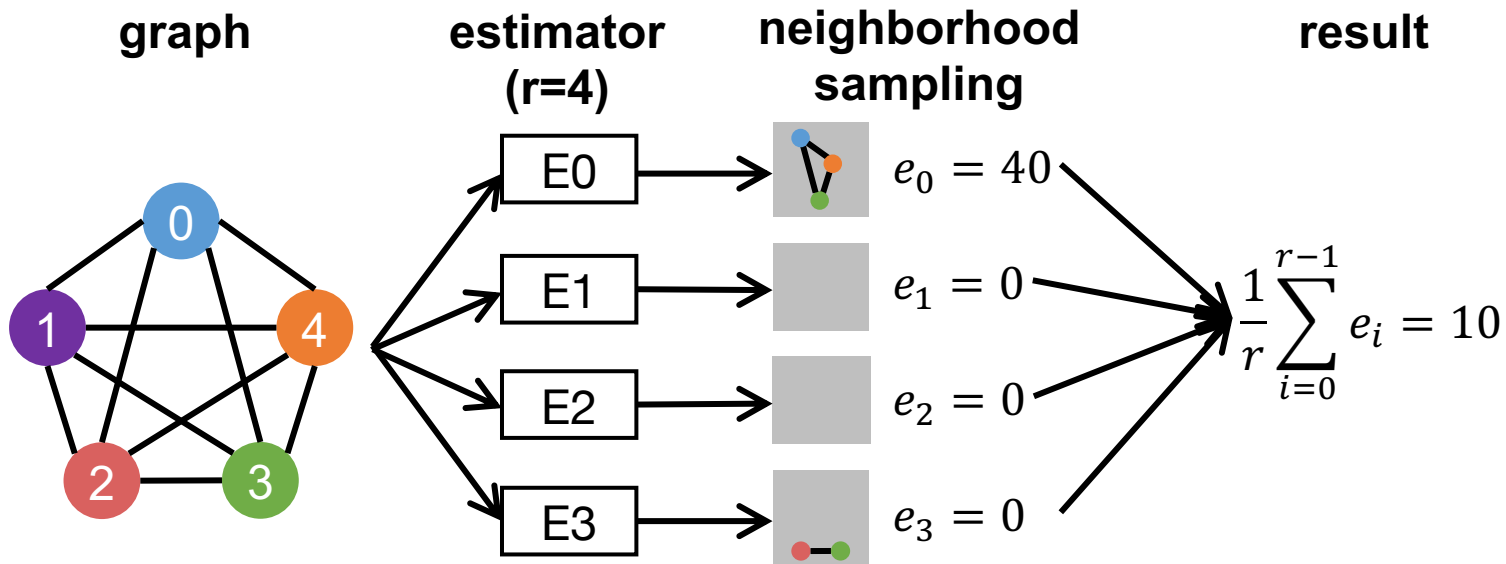 graph
estimator
(r=4)
neighborhood
sampling
result
0
1
4
2
3
E0
E1
E2
E3
e₀ = 40
e₁ = 0
e₂ = 0
e₃ = 0
1/r ∑_{i=0}^{r−1} eᵢ = 10